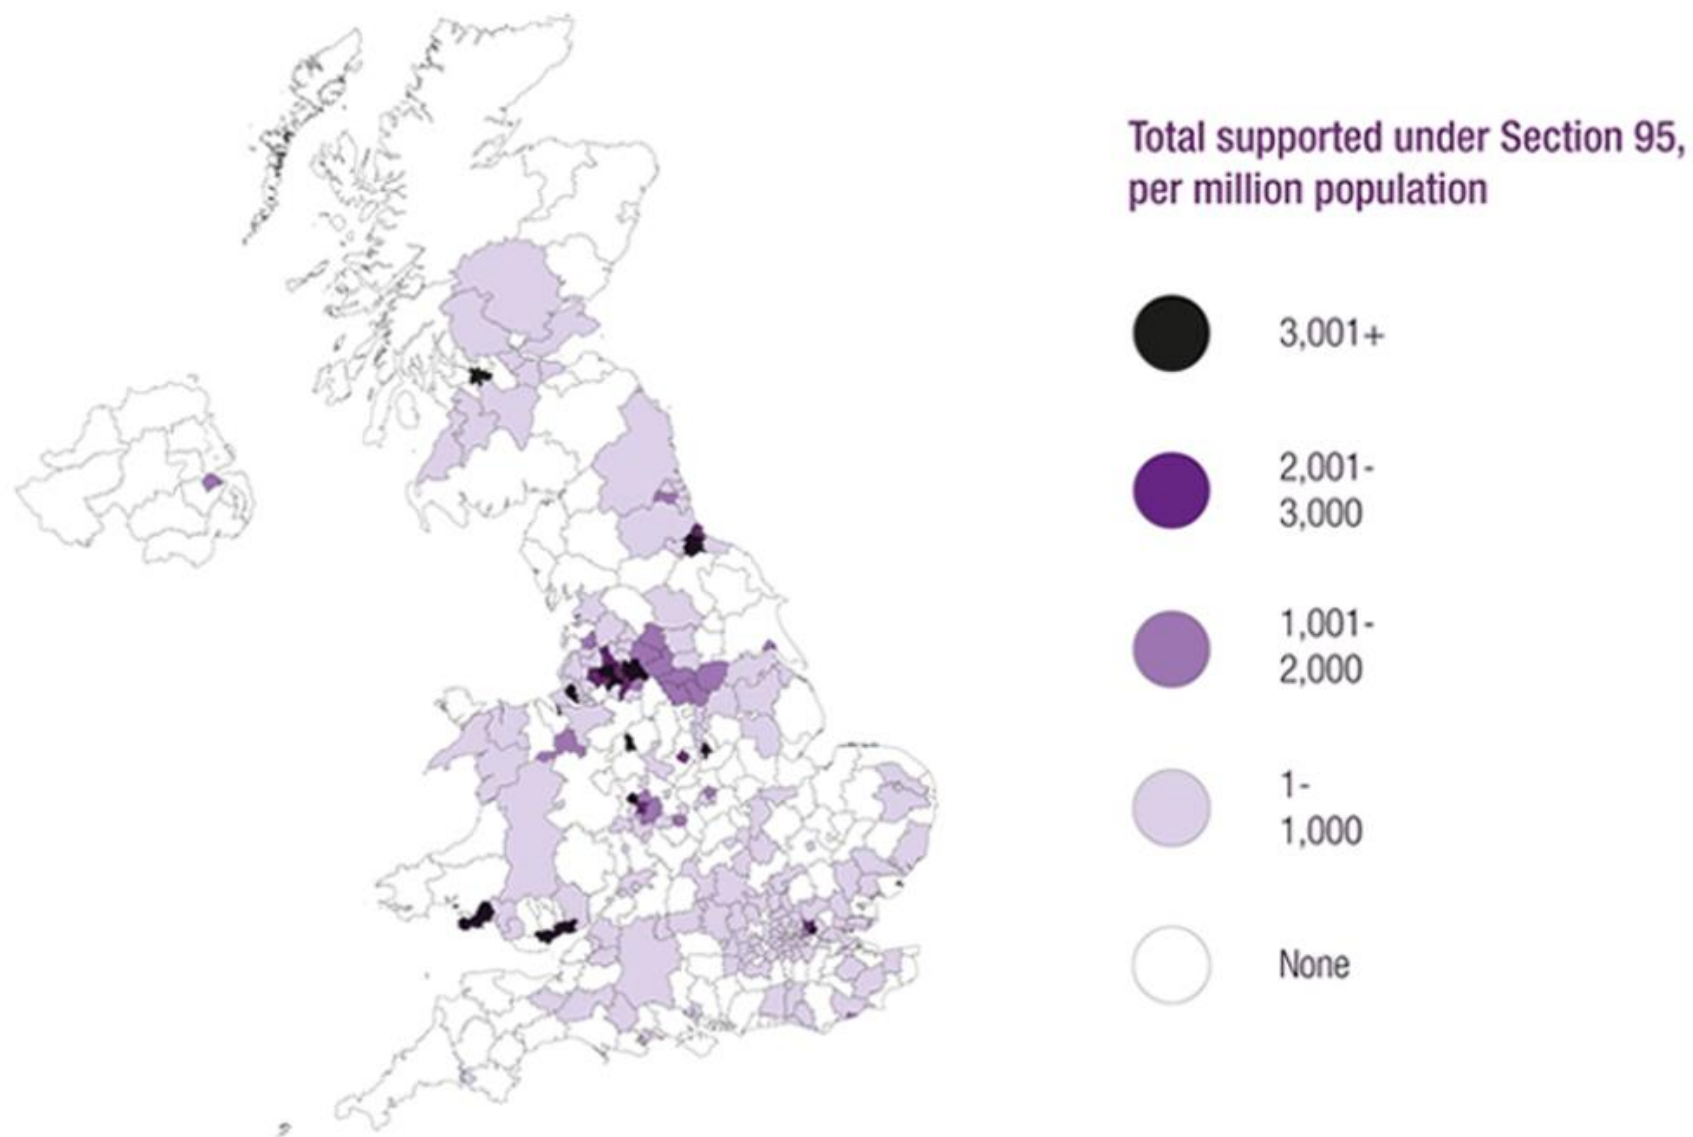 Total supported under Section 95,
per million population
3,001+
2,001-
3,000
1,001-
2,000
1-
1,000
None